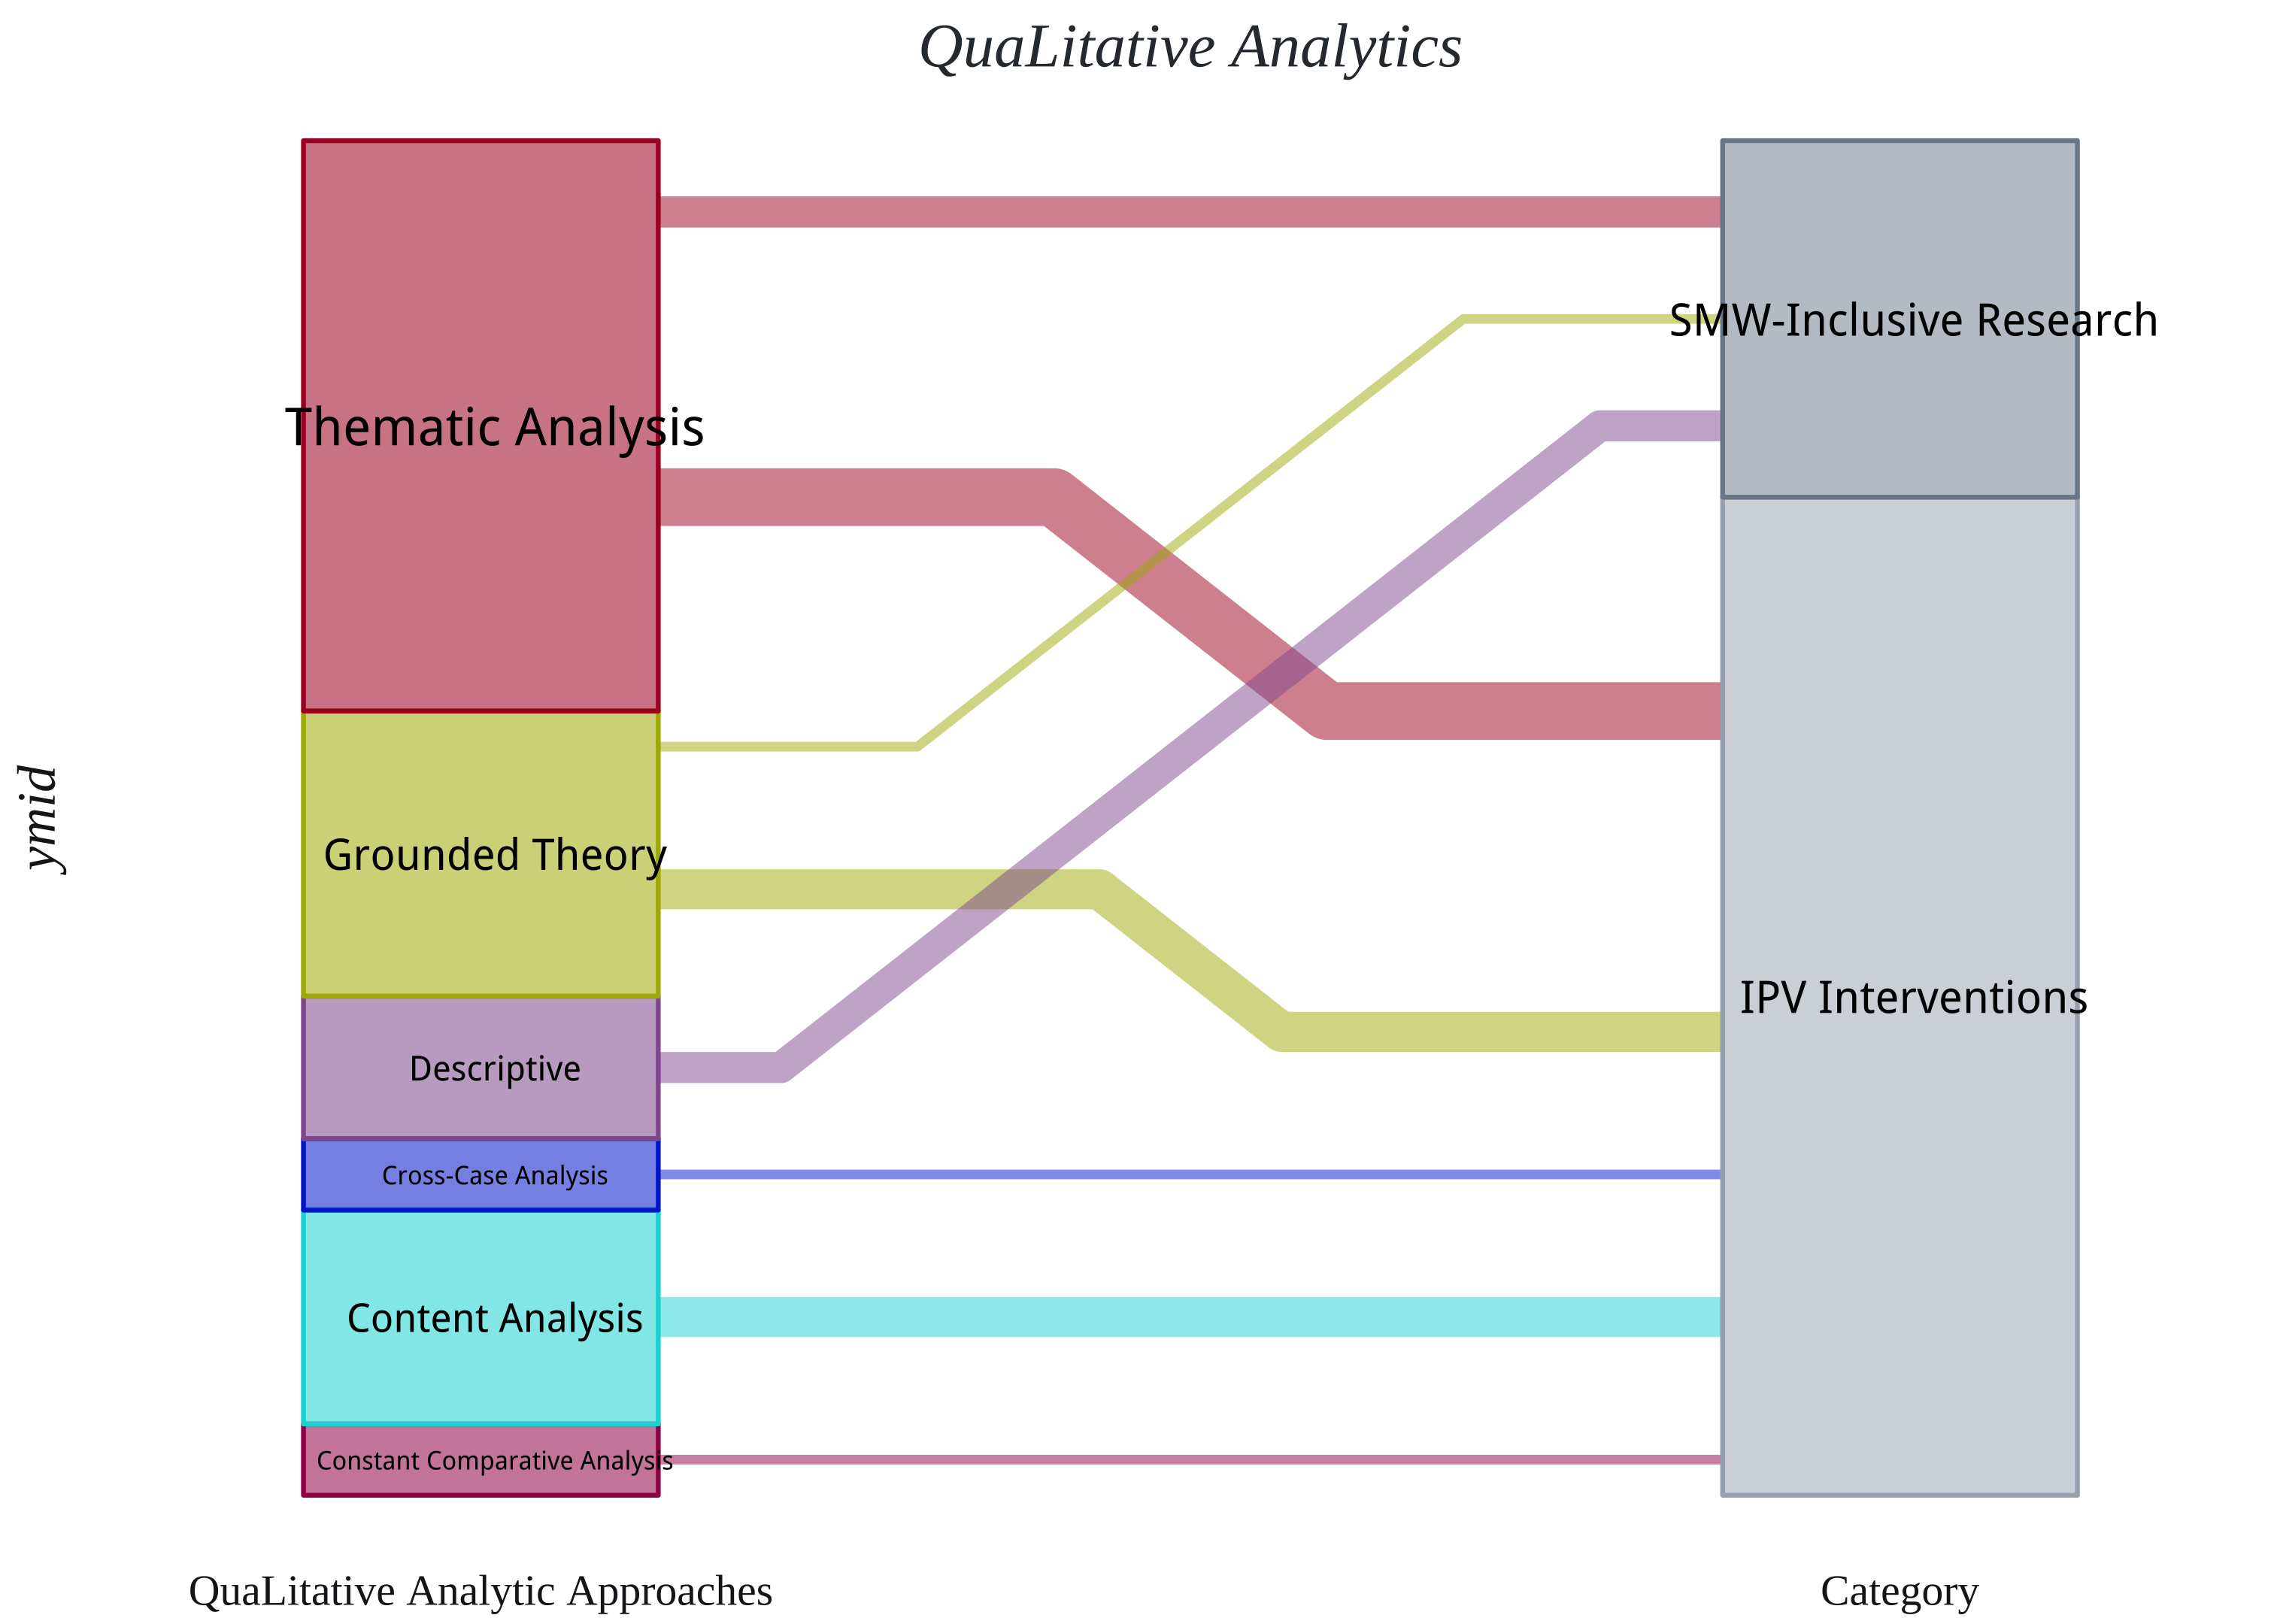 QuaLitative Analytics
SMW-Inclusive Research
Thematic Analysis
ymid
Grounded Theory
IPV Interventions
Descriptive
Cross-Case Analysis
Content Analysis
Constant Comparative Analysis
QuaLitative Analytic Approaches
Category